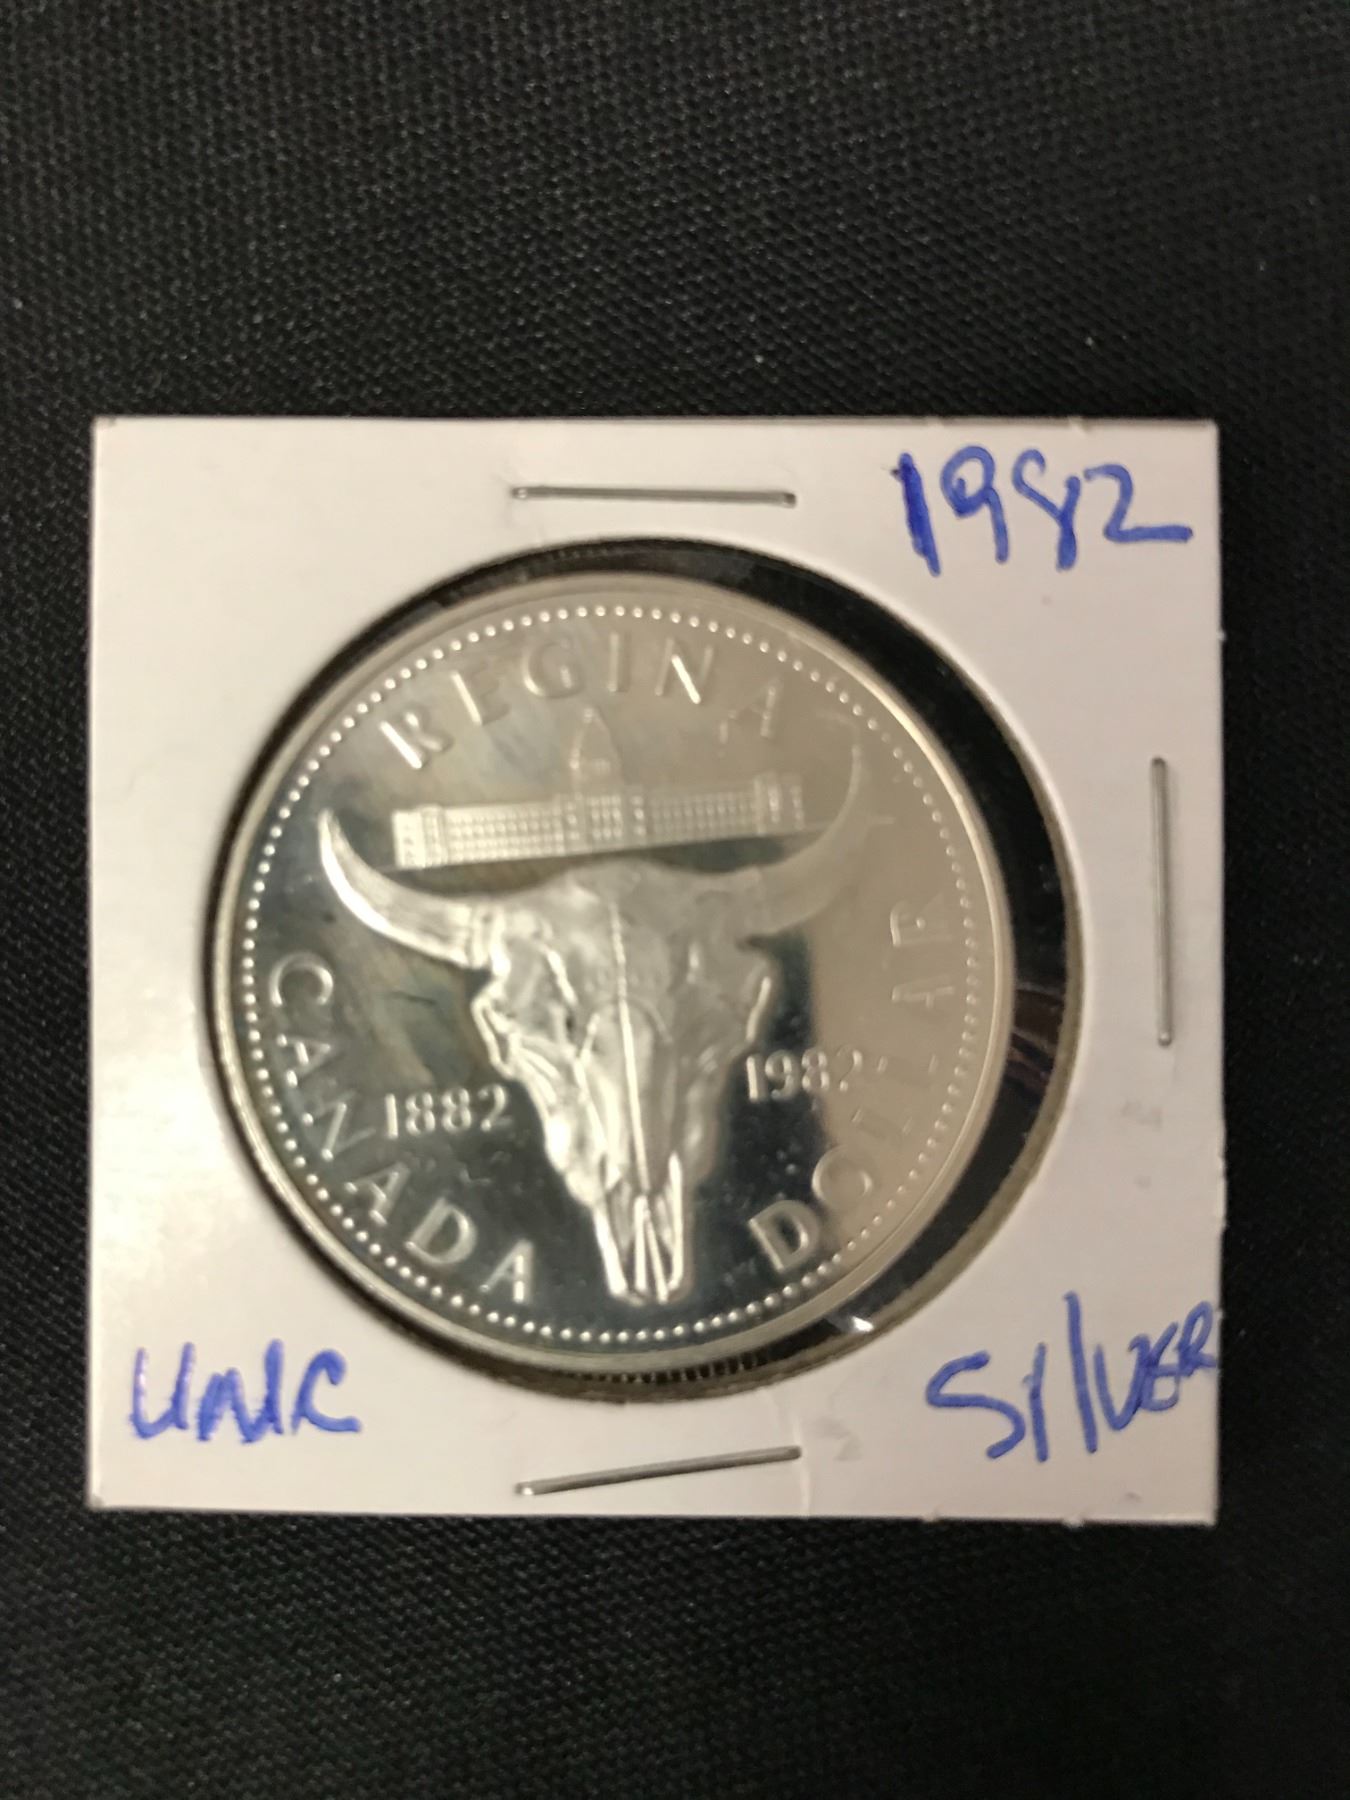 1982
REGINA
CANADA
1882
1982
DOLLAR
UNC
SILVER